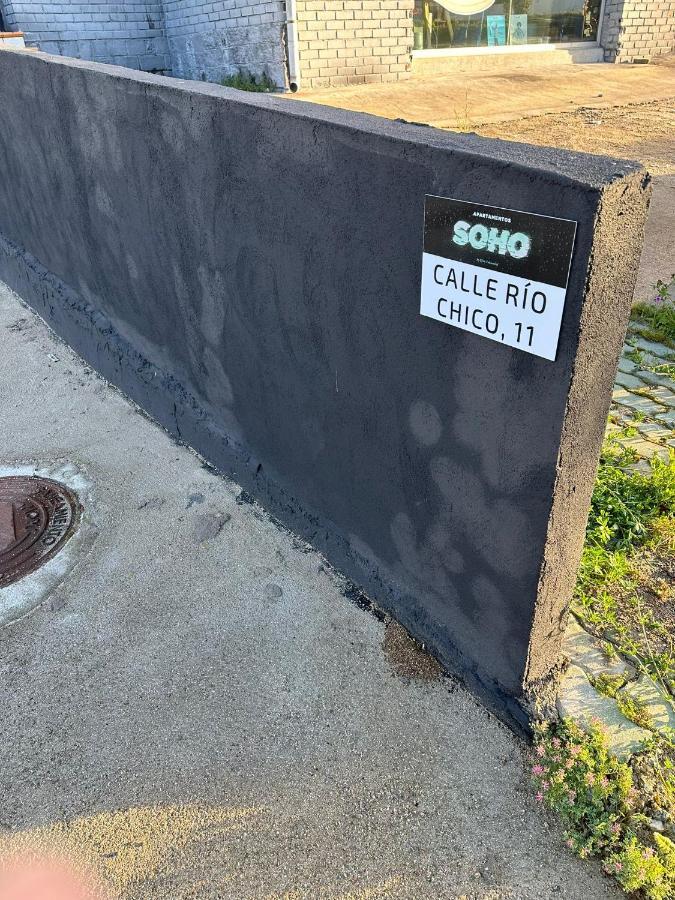 APARTAMENTOS
SOHO
CALLE RÍO
CHICO, 11